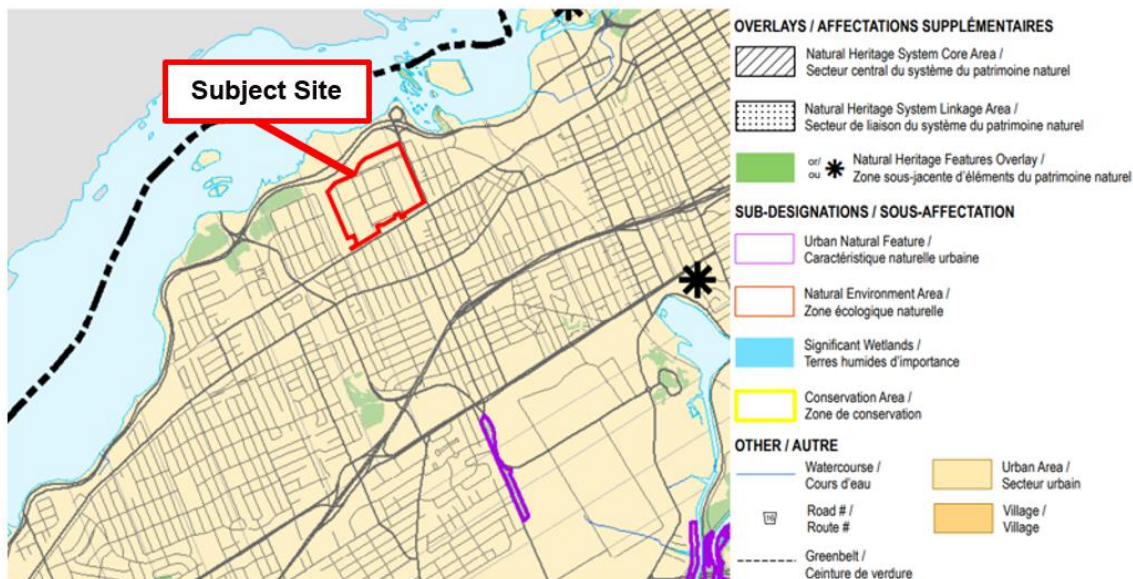 Subject Site
OVERLAYS / AFFECTATIONS SUPPLÉMENTAIRES
Natural Heritage System Core Area /
Secteur central du système du patrimoine naturel
Natural Heritage System Linkage Area /
Secteur de liaison du système du patrimoine naturel
or/
ou
Natural Heritage Features Overlay /
Zone sous-jacente d'éléments du patrimoine naturel
SUB-DESIGNATIONS / SOUS-AFFECTATION
Urban Natural Feature /
Caractéristique naturelle urbaine
Natural Environment Area /
Zone écologique naturelle
Significant Wetlands /
Terres humides d'importance
Conservation Area /
Zone de conservation
OTHER / AUTRE
Watercourse /
Cours d'eau
Urban Area /
Secteur urbain
16
Road # /
Route #
Village /
Village
Greenbelt /
Ceinture de verdure